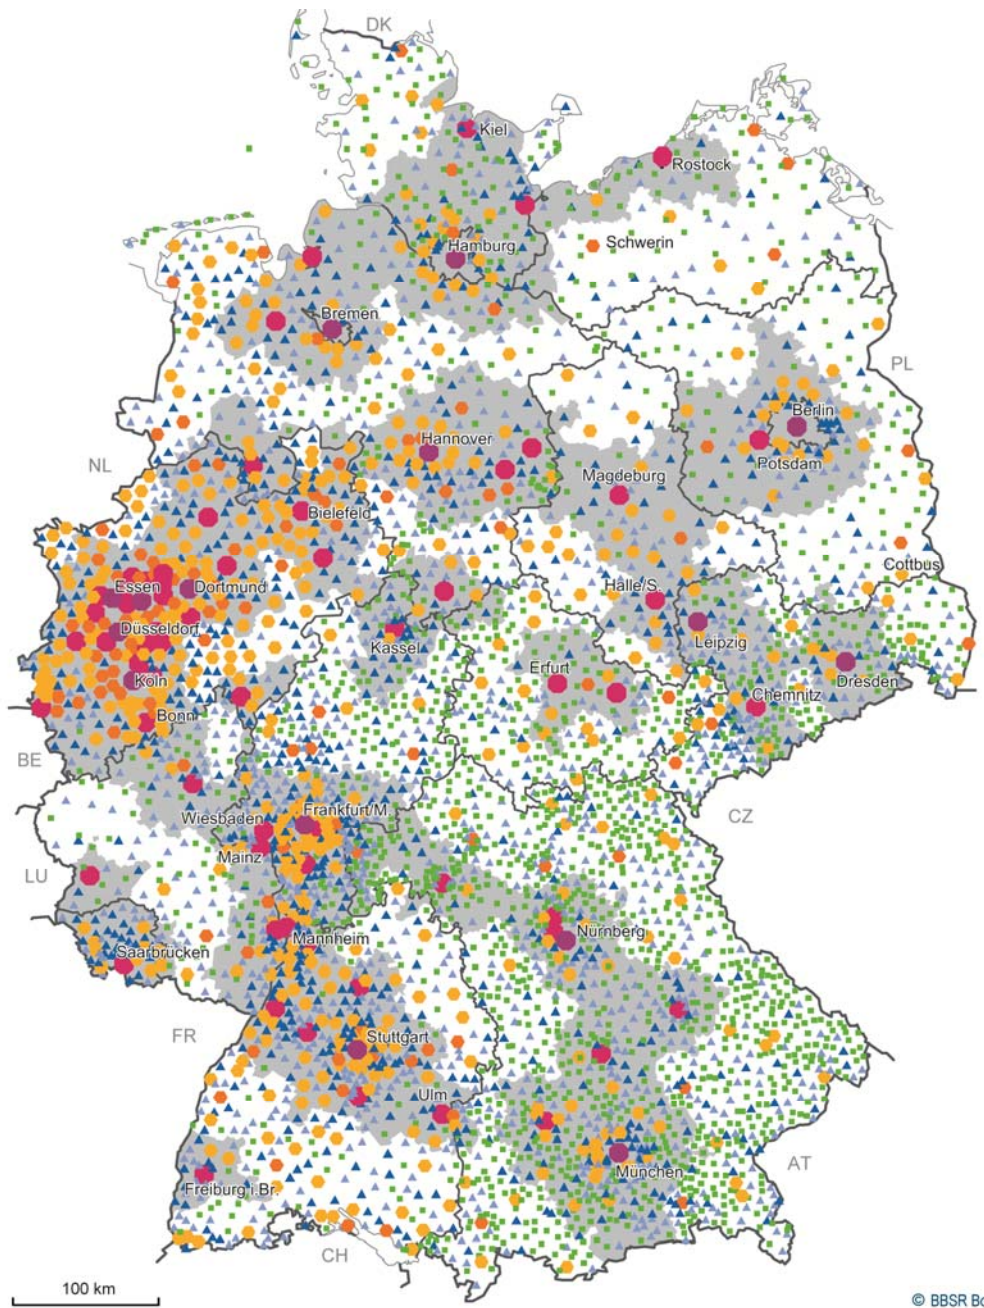 DK
Kiel
Rostock
Hamburg
Schwerin
Bremen
PL
Berlin
Hannover
NL
Potsdam
Magdeburg
Bielefeld
Cottbus
Essen
Dortmund
Halle/S.
Düsseldorf
Leipzig
Kassel
Erfurt
Köln
Dresden
Chemnitz
Bonn
BE
Wiesbaden
Frankfurt/M
CZ
Mainz
LU
Nürnberg
Mannheim
Saarbrücken
FR
Stuttgart
Ulm
AT
München
Freiburg i.Br.
CH
100 km
© BBSR Bo